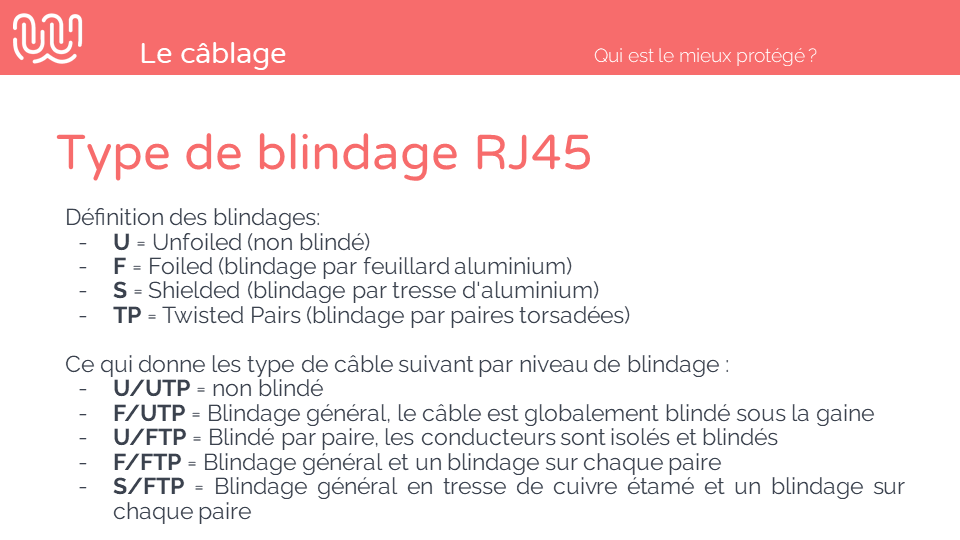 Le câblage
Qui est le mieux protégé ?
Type de blindage RJ45
Définition des blindages:
- U = Unfoiled (non blindé)
- F = Foiled (blindage par feuillard aluminium)
- S = Shielded (blindage par tresse d'aluminium)
- TP = Twisted Pairs (blindage par paires torsadées)
Ce qui donne les type de câble suivant par niveau de blindage :
- U/UTP = non blindé
- F/UTP = Blindage général, le câble est globalement blindé sous la gaine
- U/FTP = Blindé par paire, les conducteurs sont isolés et blindés
- F/FTP = Blindage général et un blindage sur chaque paire
- S/FTP = Blindage général en tresse de cuivre étamé et un blindage sur
chaque paire